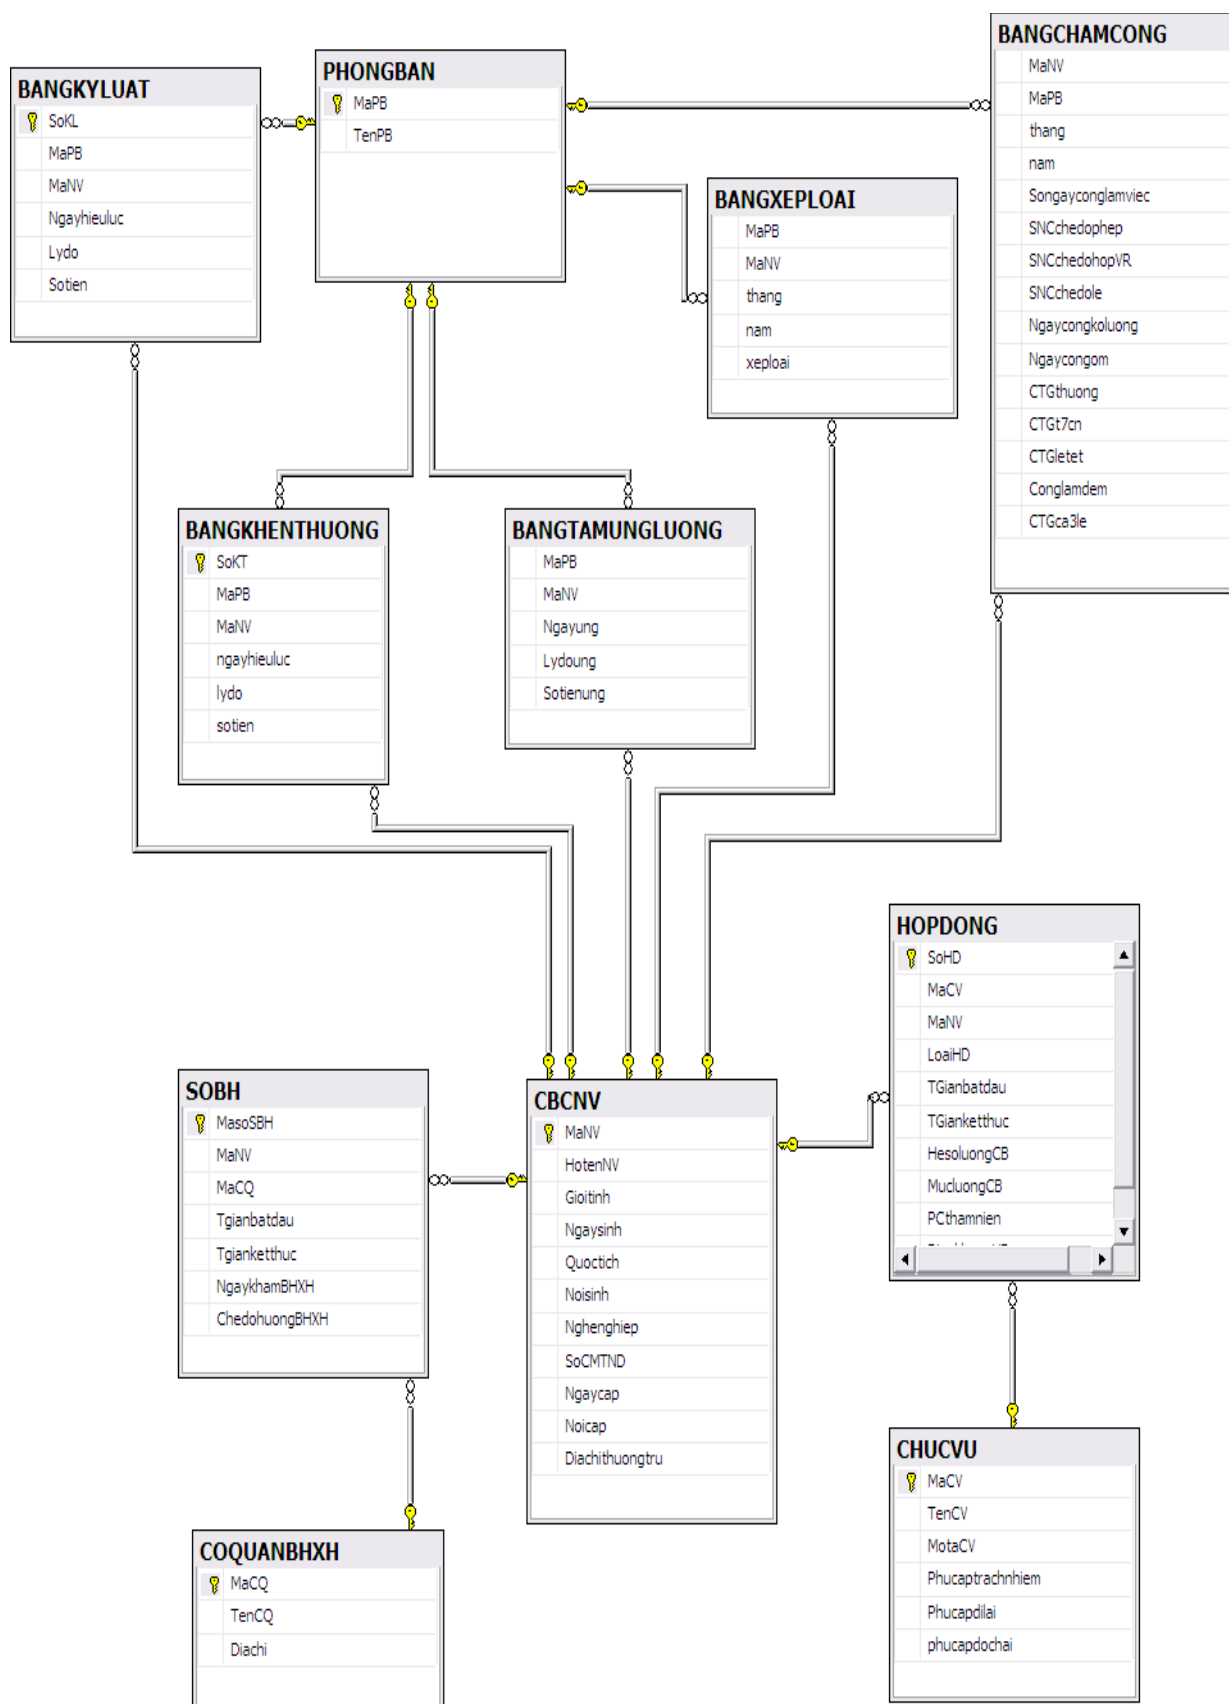 BANGKYLUAT
SoKL
MaPB
MaNV
Ngayhieuluc
Lydo
Sotien
PHONGBAN
MaPB
TenPB
BANGXEPLOAI
MaPB
MaNV
thang
nam
xeploai
BANGCHAMCONG
MaNV
MaPB
thang
nam
Songayconglamviec
SNCchedophep
SNCchedohopVR
SNCchedole
Ngaycongkoluong
Ngaycongom
CTGthuong
CTGt7cn
CTGletet
Conglamdem
CTGca3le
BANGKHENTHUONG
SoKT
MaPB
MaNV
ngayhieuluc
lydo
sotien
BANGTAMUNGLUONG
MaPB
MaNV
Ngayung
Lydoung
Sotienung
HOPDONG
SoHD
MaCV
MaNV
LoaiHD
TGianbatdau
TGianketthuc
HesoluongCB
MucluongCB
PCthamnien
SOBH
MasoSBH
MaNV
MaCQ
Tgianbatdau
Tgianketthuc
NgaykhamBHXH
ChedohuongBHXH
CBCNV
MaNV
HotenNV
Gioitinh
Ngaysinh
Quoctich
Noisinh
Nghenghiep
SoCMTND
Ngaycap
Noicap
Diachithuongtru
CHUCVU
MaCV
TenCV
MotaCV
Phucaptrachnhiem
Phucapdilai
phucapdochai
COQUANBHXH
MaCQ
TenCQ
Diachi